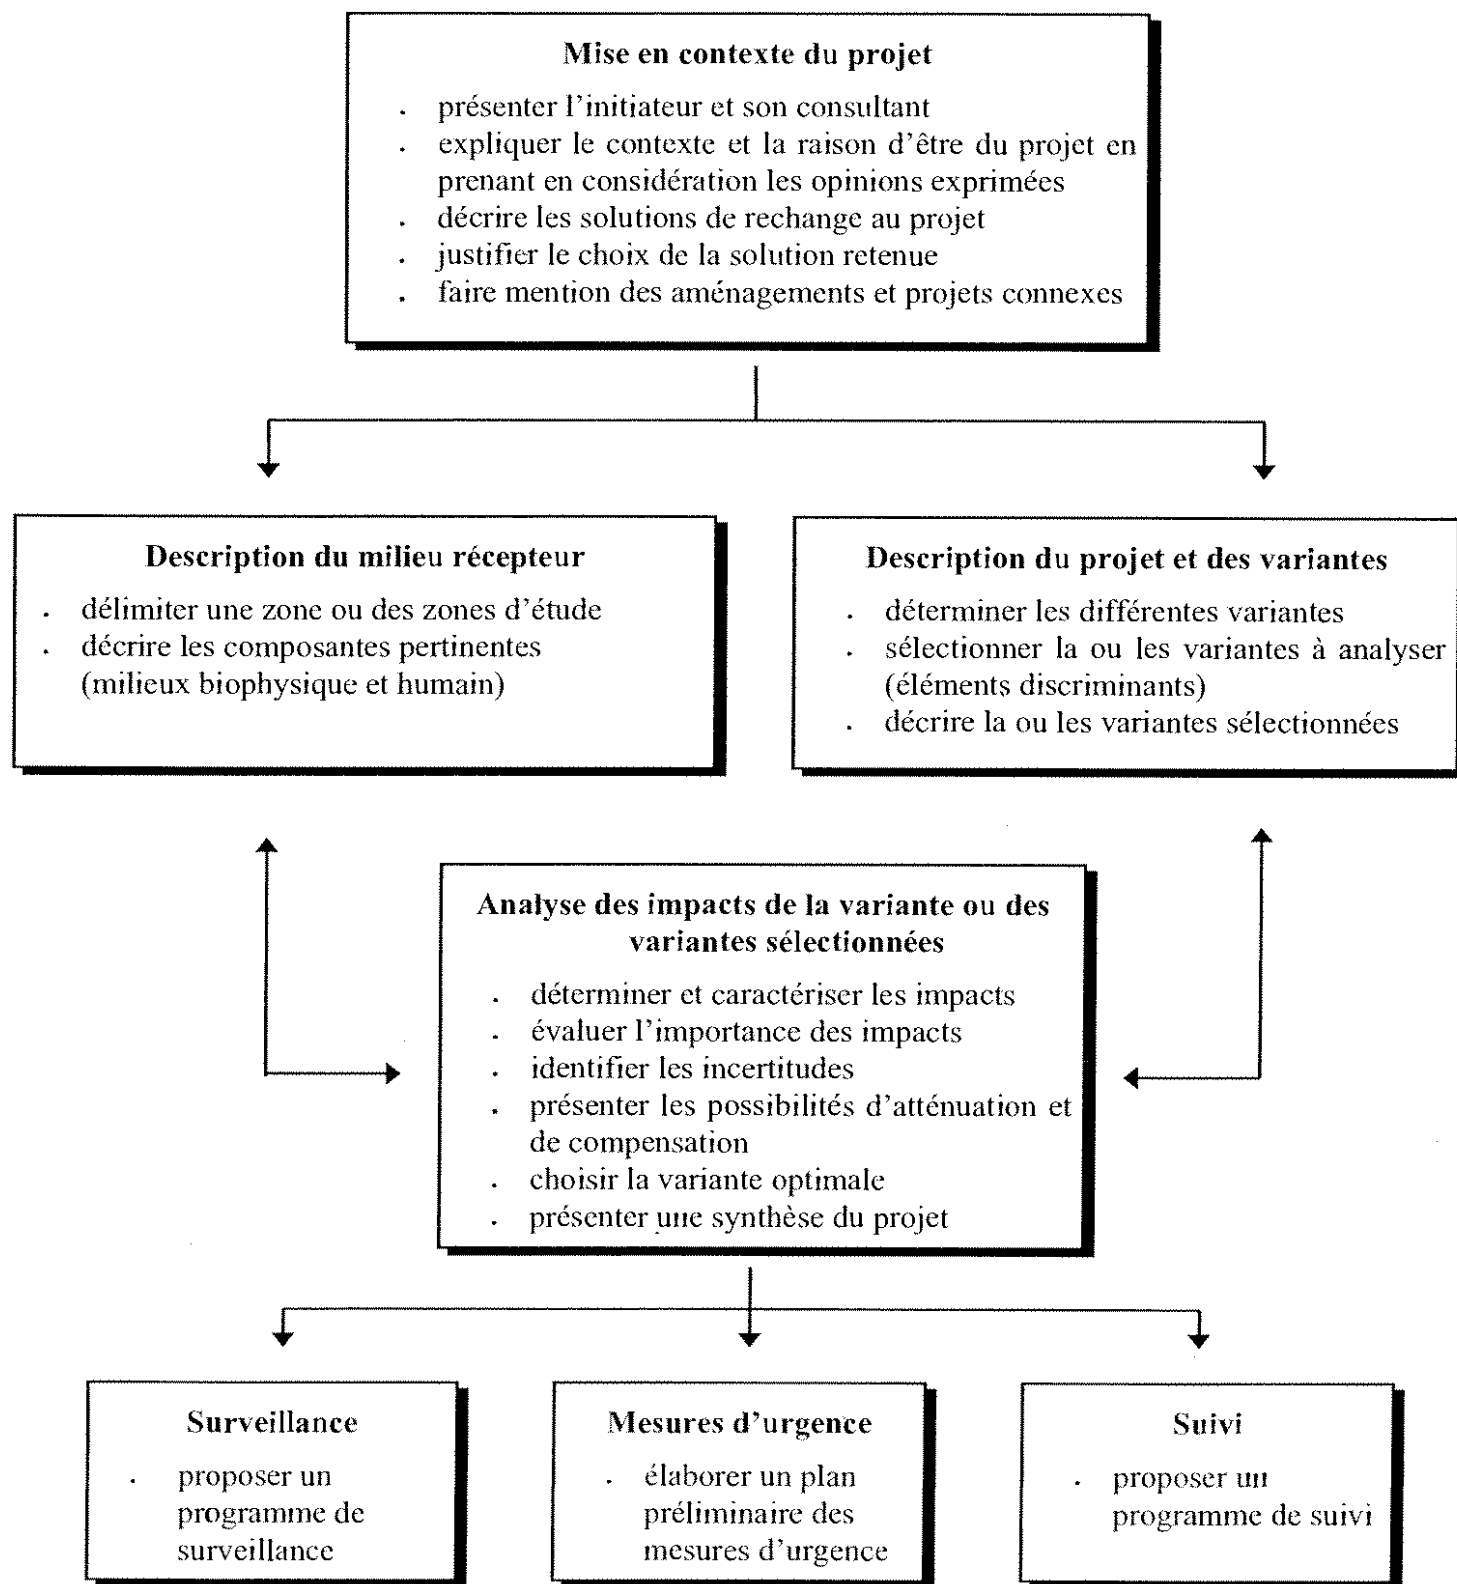 Mise en contexte du projet
. présenter l’initiateur et son consultant
. expliquer le contexte et la raison d’être du projet en
prenant en considération les opinions exprimées
. décrire les solutions de rechange au projet
. justifier le choix de la solution retenue
. faire mention des aménagements et projets connexes
Description du milieu récepteur
. délimiter une zone ou des zones d’étude
. décrire les composantes pertinentes
(milieux biophysique et humain)
Description du projet et des variantes
. déterminer les différentes variantes
. sélectionner la ou les variantes à analyser
(éléments discriminants)
. décrire la ou les variantes sélectionnées
Analyse des impacts de la variante ou des
variantes sélectionnées
. déterminer et caractériser les impacts
. évaluer l’importance des impacts
. identifier les incertitudes
. présenter les possibilités d’atténuation et
de compensation
. choisir la variante optimale
. présenter une synthèse du projet
Surveillance
. proposer un
programme de
surveillance
Mesures d’urgence
. élaborer un plan
préliminaire des
mesures d’urgence
Suivi
. proposer un
programme de suivi